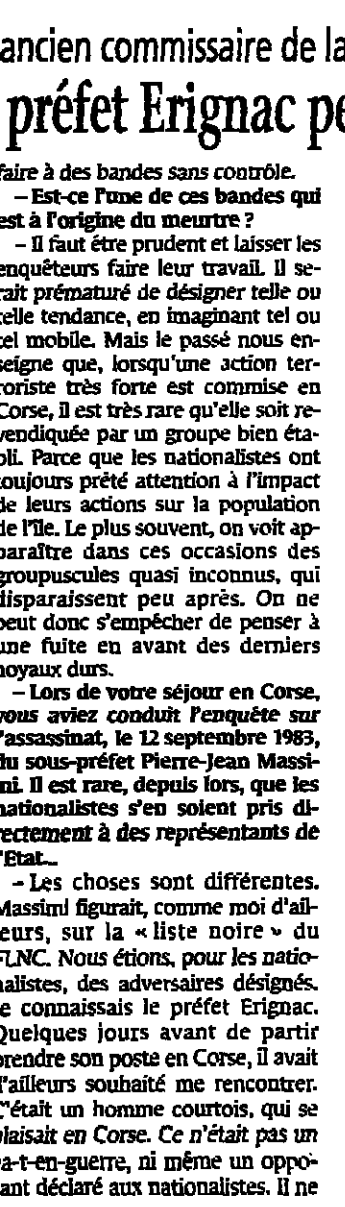 ancien commissaire de la
préfet Erignac pe
faire à des bandes sans contrôle.
– Est-ce l'une de ces bandes qui
est à l'origine du meurtre ?
– Il faut être prudent et laisser les
enquêteurs faire leur travail. Il se-
rait prématuré de désigner telle ou
telle tendance, en imaginant tel ou
tel mobile. Mais le passé nous en-
seigne que, lorsqu'une action ter-
roriste très forte est commise en
Corse, il est très rare qu'elle soit re-
vendiquée par un groupe bien éta-
bli. Parce que les nationalistes ont
toujours prêté attention à l'impact
de leurs actions sur la population
de l'île. Le plus souvent, on voit ap-
paraître dans ces occasions des
groupuscules quasi inconnus, qui
disparaissent peu après. On ne
peut donc s'empêcher de penser à
une fuite en avant des derniers
noyaux durs.
– Lors de votre séjour en Corse,
vous aviez conduit l'enquête sur
l'assassinat, le 12 septembre 1983,
du sous-préfet Pierre-Jean Massi-
ni. Il est rare, depuis lors, que les
nationalistes s'en soient pris di-
rectement à des représentants de
l'Etat...
– Les choses sont différentes.
Massimi figurait, comme moi d'ail-
leurs, sur la « liste noire » du
FLNC. Nous étions, pour les natio-
nalistes, des adversaires désignés.
Je connaissais le préfet Erignac.
Quelques jours avant de partir
prendre son poste en Corse, il avait
d'ailleurs souhaité me rencontrer.
C'était un homme courtois, qui se
plaisait en Corse. Ce n'était pas un
va-t-en-guerre, ni même un oppo-
sant déclaré aux nationalistes. Il ne